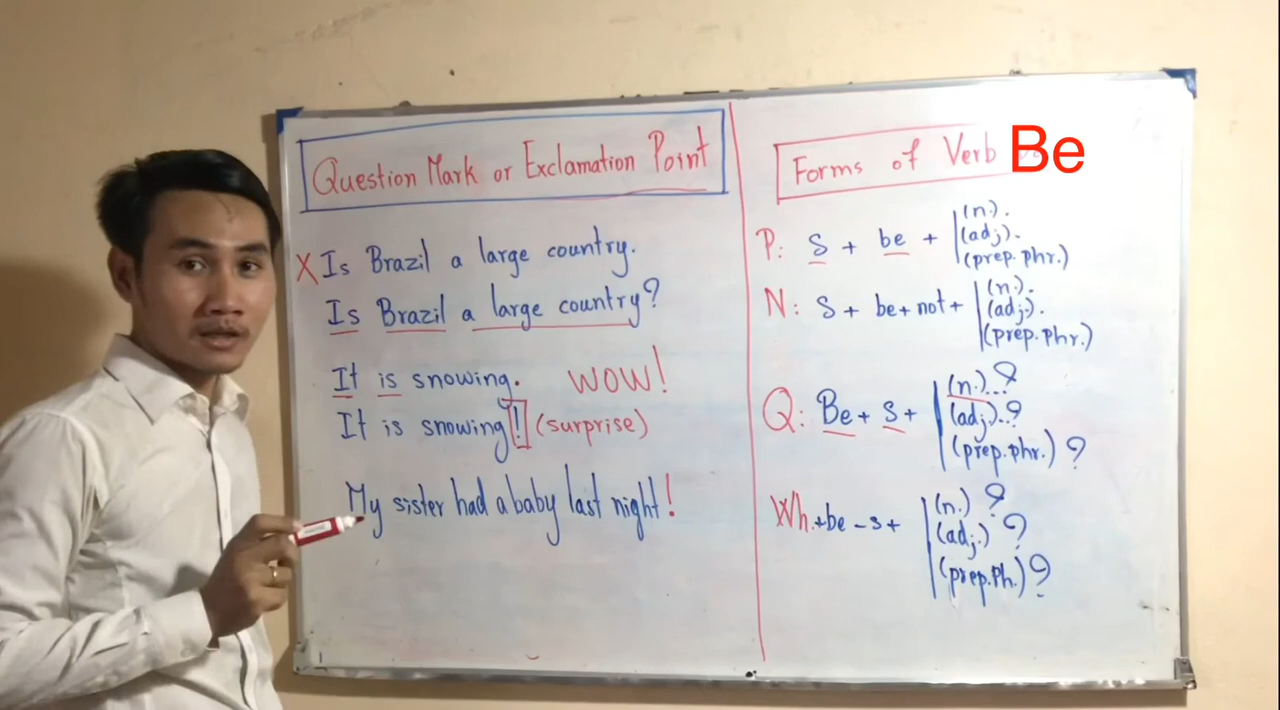 Question Mark or Exclamation Point
X Is Brazil a large country.
Is Brazil a large country?
It is snowing. WOW!
It is snowing! (surprise)
My sister had a baby last night!
Forms of Verb Be
P: S + be + (n.).
(adj).
(prep. phr.)
N: S + be + not + (n.).
(adj.).
(prep. phr.)
Q: Be + S + (n.)..?
(adj.)..?
(prep. phr.)?
Wh. + be - s + (n.)?
(adj.)?
(prep. Ph.)?